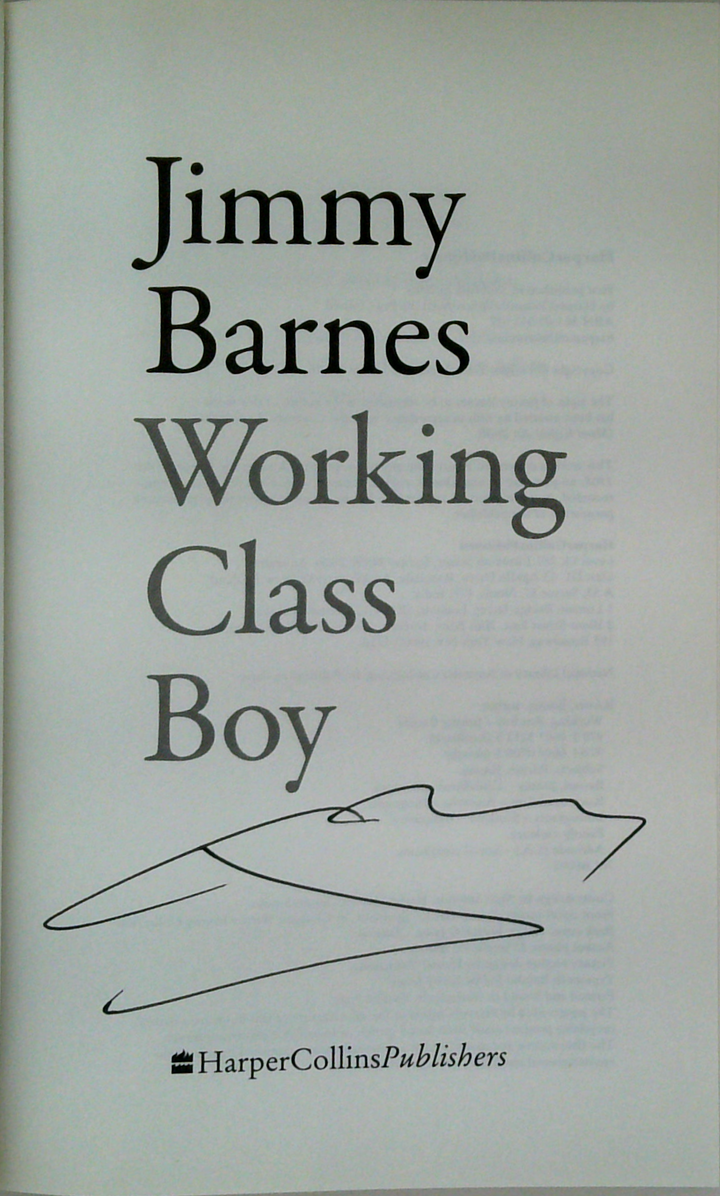 Jimmy
Barnes
Working
Class
Boy
HarperCollinsPublishers